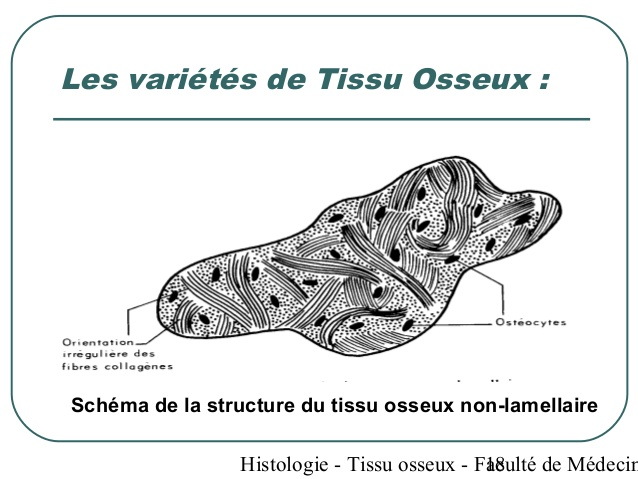 Les variétés de Tissu Osseux :
Ostéocytes
Orientation
irrégulière des
fibres collagènes
Schéma de la structure du tissu osseux non-lamellaire
Histologie - Tissu osseux - Faculté de Médecin
18